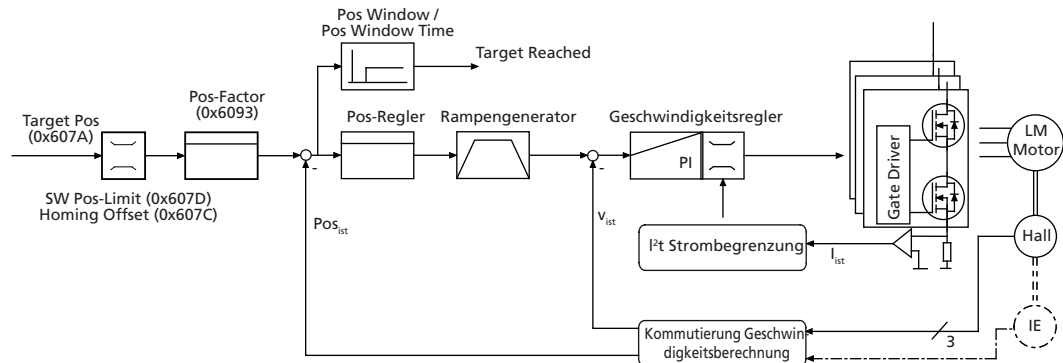 Pos Window /
Pos Window Time
Target Reached
Target Pos
(0x607A)
Pos-Factor
(0x6093)
Pos-Regler
Rampengenerator
Geschwindigkeitsregler
SW Pos-Limit (0x607D)
Homing Offset (0x607C)
-
-
PI
Gate Driver
LM
Motor
Hall
IE
Pos ist
v ist
I²t Strombegrenzung
I ist
Kommutierung Geschwin-
digkeitsberechnung
3